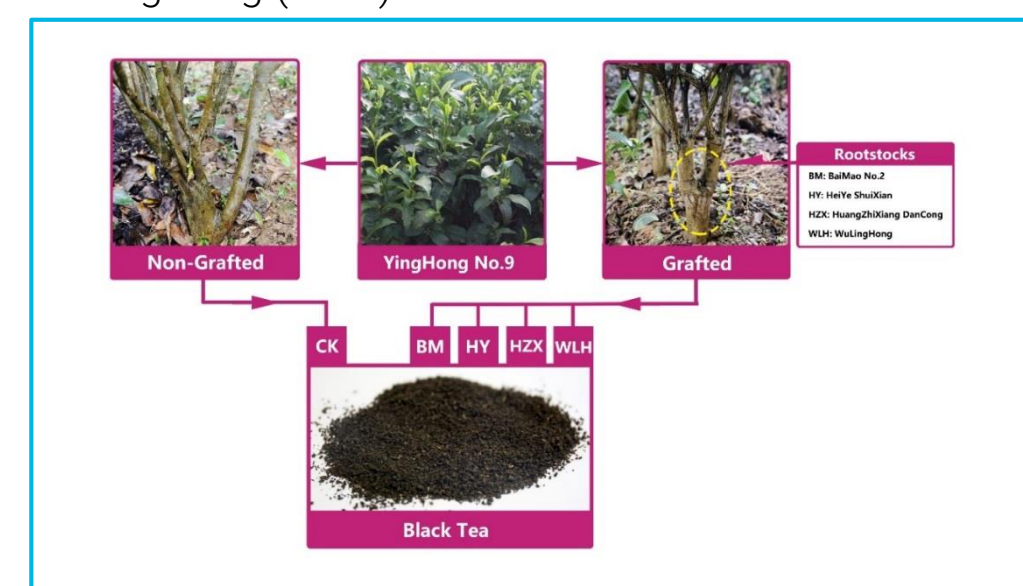 Non-Grafted
YingHong No.9
Grafted
Rootstocks
BM: BaiMao No.2
HY: HeiYe ShuiXian
HZX: HuangZhiXiang DanCong
WLH: WuLingHong
CK
BM
HY
HZX
WLH
Black Tea